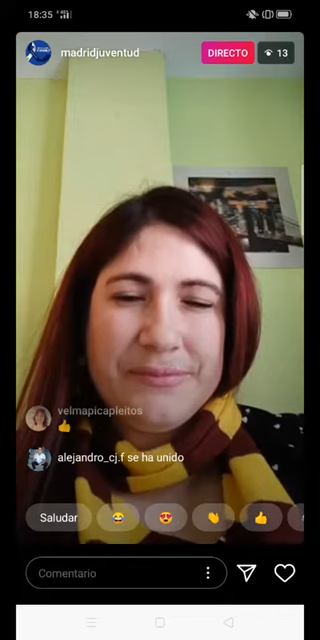 18:35
madridjuventud
DIRECTO
13
velmapicapleitos
👍
alejandro_cj.f se ha unido
Saludar
Comentario